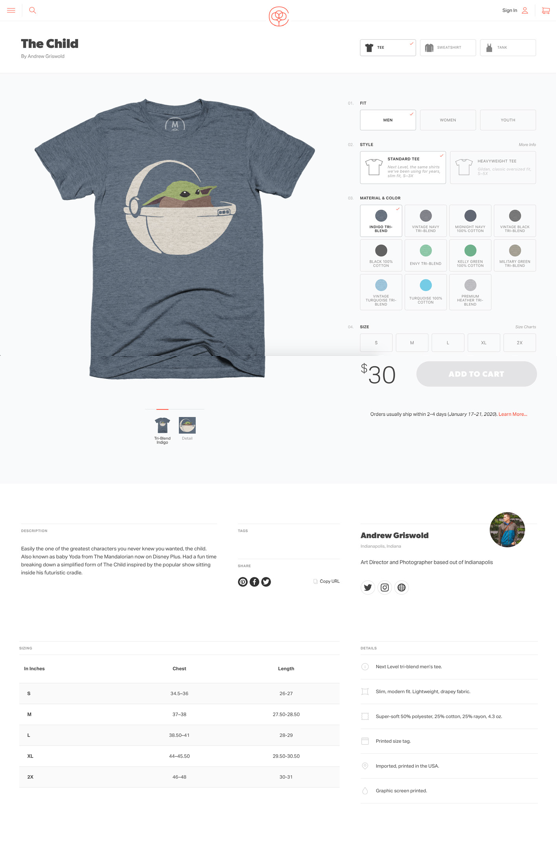 Sign In
The Child
By Andrew Griswold
TEE
SWEATSHIRT
TANK
M
01. FIT
MEN
WOMEN
YOUTH
02. STYLE
More Info
STANDARD TEE
Next Level, the same shirt
we've been using for years,
slim fit, S–2X
HEAVYWEIGHT TEE
03. MATERIAL & COLOR
INDIGO TRI-
BLEND
VINTAGE NAVY
TRI-BLEND
MIDNIGHT NAVY
100% COTTON
VINTAGE BLACK
TRI-BLEND
BLACK 100%
COTTON
ENVY TRI-BLEND
KELLY GREEN
100% COTTON
MILITARY GREEN
TRI-BLEND
VINTAGE
TURQUOISE TRI-
BLEND
TURQUOISE 100%
COTTON
PREMIUM
HEATHER TRI-
BLEND
04. SIZE
Size Charts
S
M
L
XL
2X
$30
ADD TO CART
Orders usually ship within 2–4 days (January 17–21, 2020). Learn More...
Tri-Blend
Indigo
Detail
DESCRIPTION
Easily the one of the greatest characters you never knew you wanted, the child.
Also known as baby Yoda from The Mandalorian now on Disney Plus. Had a fun time
breaking down a simplified form of The Child inspired by the popular show sitting
inside his futuristic cradle.
TAGS
SHARE
Copy URL
Andrew Griswold
Indianapolis, Indiana
Art Director and Photographer based out of Indianapolis
SIZING
In Inches Chest Length
S 34.5–36 26–27
M 37–38 27.50–28.50
L 38.50–41 28–29
XL 44–45.50 29.50–30.50
2X 46–48 30–31
DETAILS
Next Level tri-blend men's tee.
Slim, modern fit. Lightweight, drapey fabric.
Super-soft 50% polyester, 25% cotton, 25% rayon, 4.3 oz.
Printed size tag.
Imported, printed in the USA.
Graphic screen printed.